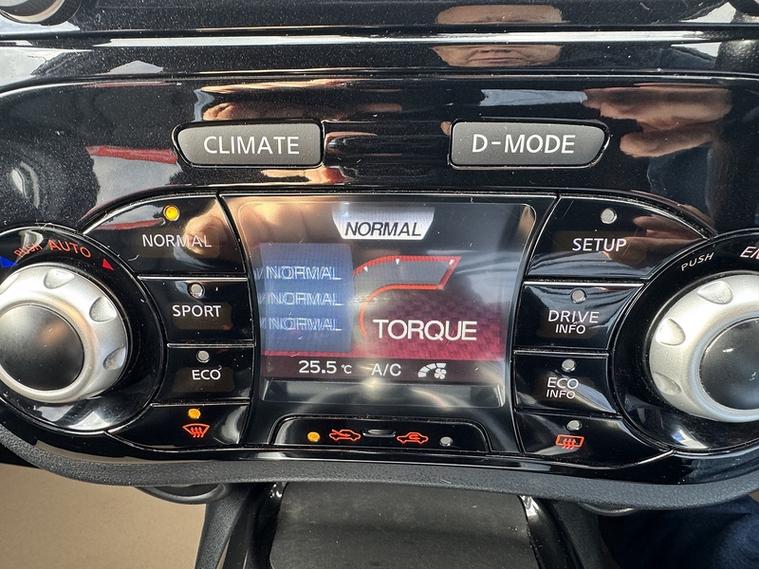 CLIMATE
D-MODE
NORMAL
NORMAL
SETUP
PUSH AUTO
PUSH
NORMAL
NORMAL
NORMAL
SPORT
TORQUE
DRIVE
INFO
ECO
25.5 °C A/C
ECO
INFO